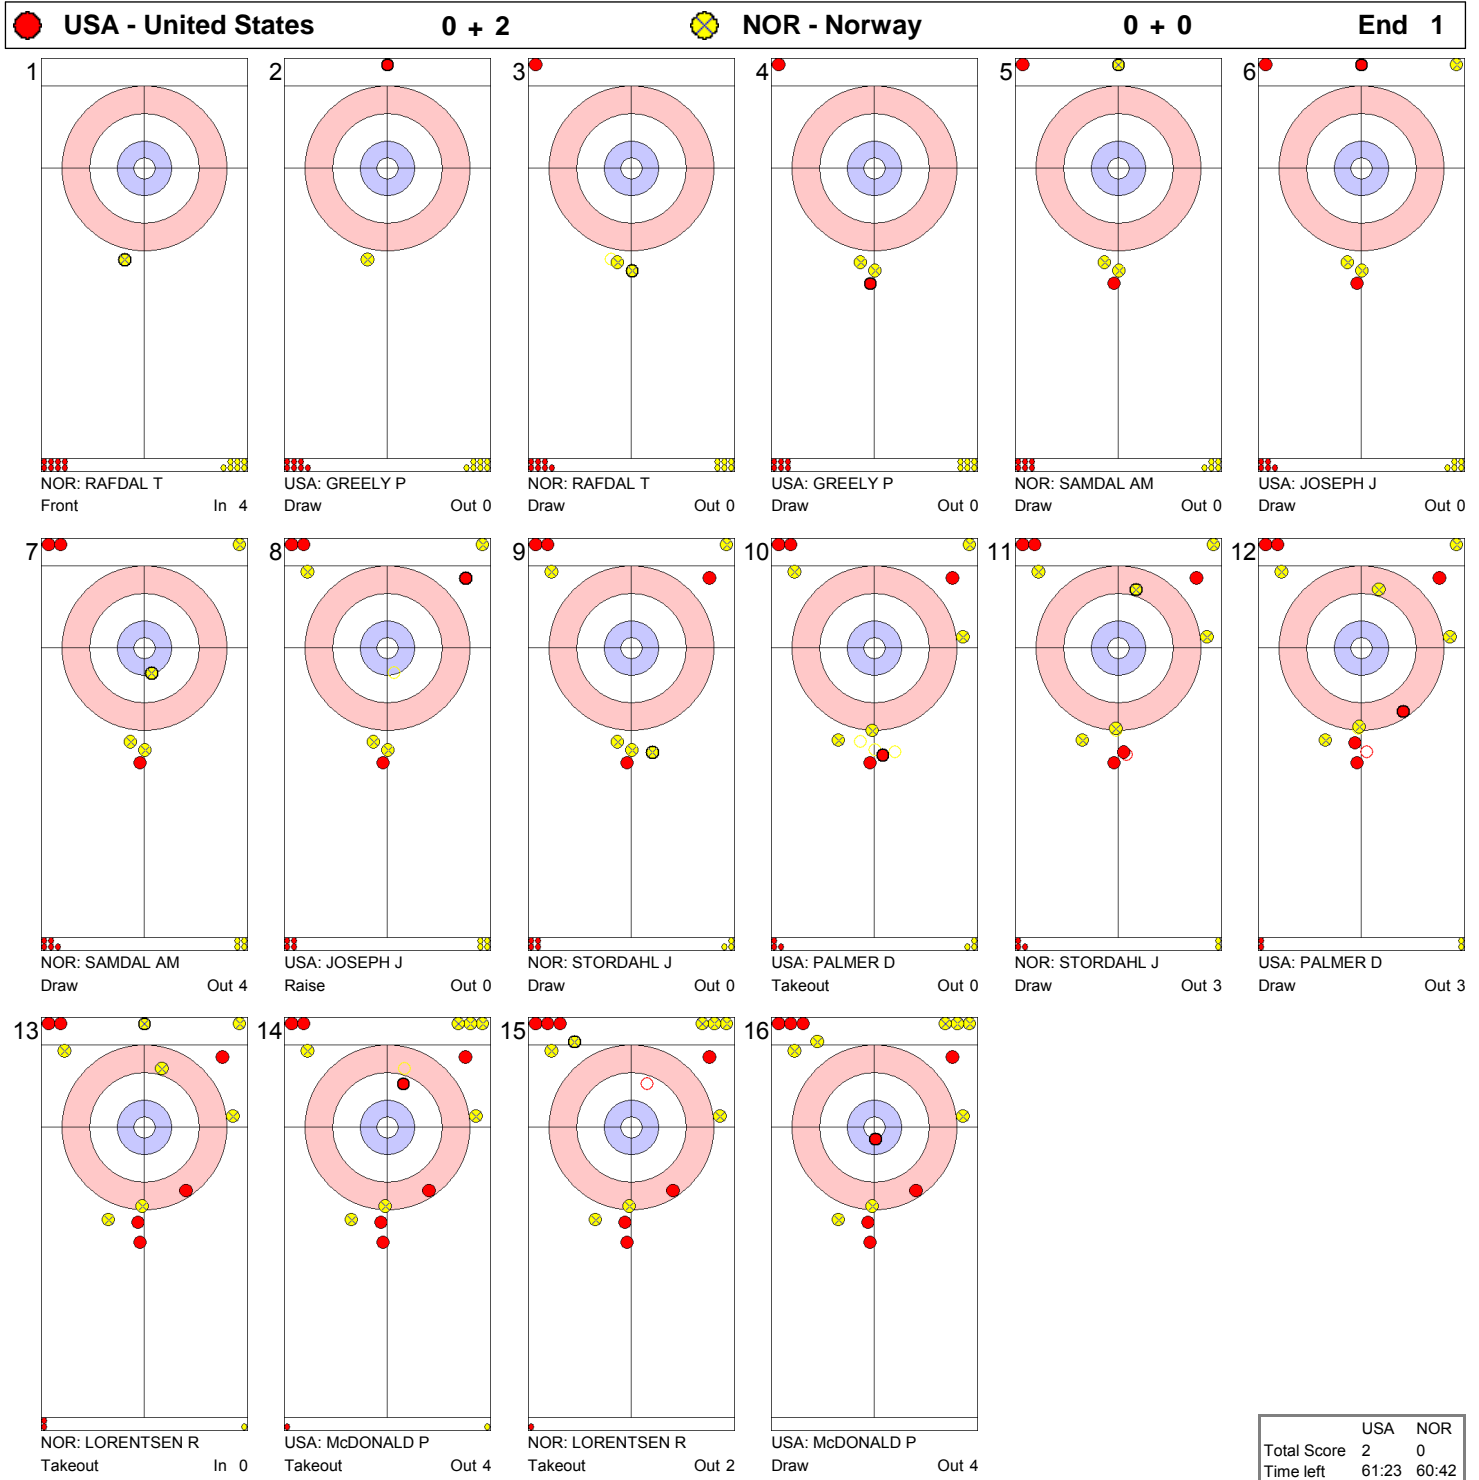 USA - United States 0 + 2 NOR - Norway 0 + 0 End 1
1 2 3 4 5 6
NOR: RAFDAL T USA: GREELY P NOR: RAFDAL T USA: GREELY P NOR: SAMDAL AM USA: JOSEPH J
Front In 4 Draw Out 0 Draw Out 0 Draw Out 0 Draw Out 0 Draw Out 0
7 8 9 10 11 12
NOR: SAMDAL AM USA: JOSEPH J NOR: STORDAHL J USA: PALMER D NOR: STORDAHL J USA: PALMER D
Draw Out 4 Raise Out 0 Draw Out 0 Takeout Out 0 Draw Out 3 Draw Out 3
13 14 15 16
NOR: LORENTSEN R USA: McDONALD P NOR: LORENTSEN R USA: McDONALD P
Takeout In 0 Takeout Out 4 Takeout Out 2 Draw Out 4
USA NOR
Total Score 2 0
Time left 61:23 60:42